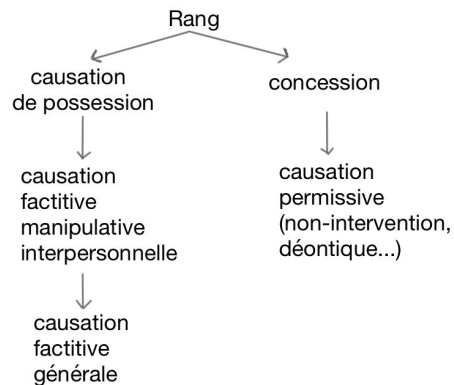 Rang
causation
de possession
concession
causation
factitive
manipulative
interpersonnelle
causation
permissive
(non-intervention,
déontique...)
causation
factitive
générale